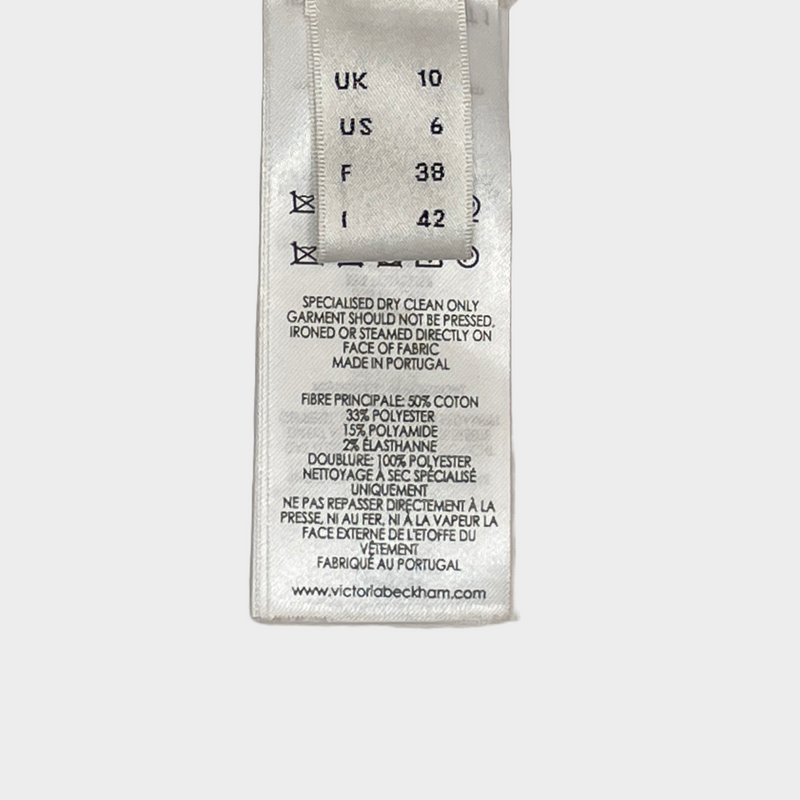 UK 10
US 6
F 38
I 42
SPECIALISED DRY CLEAN ONLY
GARMENT SHOULD NOT BE PRESSED,
IRONED OR STEAMED DIRECTLY ON
FACE OF FABRIC
MADE IN PORTUGAL
FIBRE PRINCIPALE: 50% COTON
33% POLYESTER
15% POLYAMIDE
2% ÉLASTHANNE
DOUBLURE: 100% POLYESTER
NETTOYAGE À SEC SPÉCIALISÉ
UNIQUEMENT
NE PAS REPASSER DIRECTEMENT À LA
PRESSE, NI AU FER, NI À LA VAPEUR LA
FACE EXTERNE DE L'ETOFFE DU
VÊTEMENT
FABRIQUÉ AU PORTUGAL
www.victoriabeckham.com